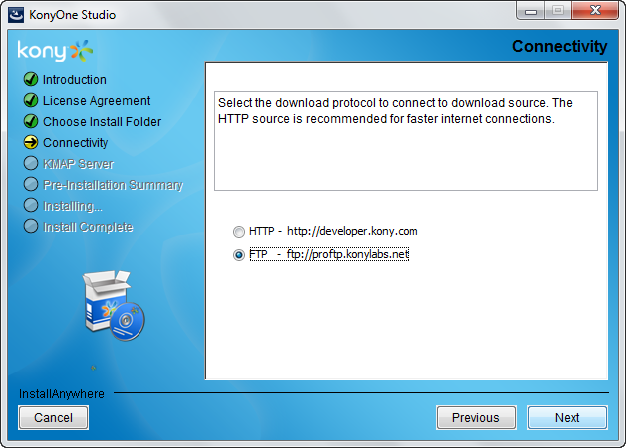 KonyOne Studio
kony
Connectivity
Introduction
License Agreement
Choose Install Folder
Connectivity
KMAP Server
Pre-Installation Summary
Installing...
Install Complete
Select the download protocol to connect to download source. The
HTTP source is recommended for faster internet connections.
HTTP - http://developer.kony.com
FTP - ftp://proftp.konylabs.net
InstallAnywhere
Cancel
Previous
Next